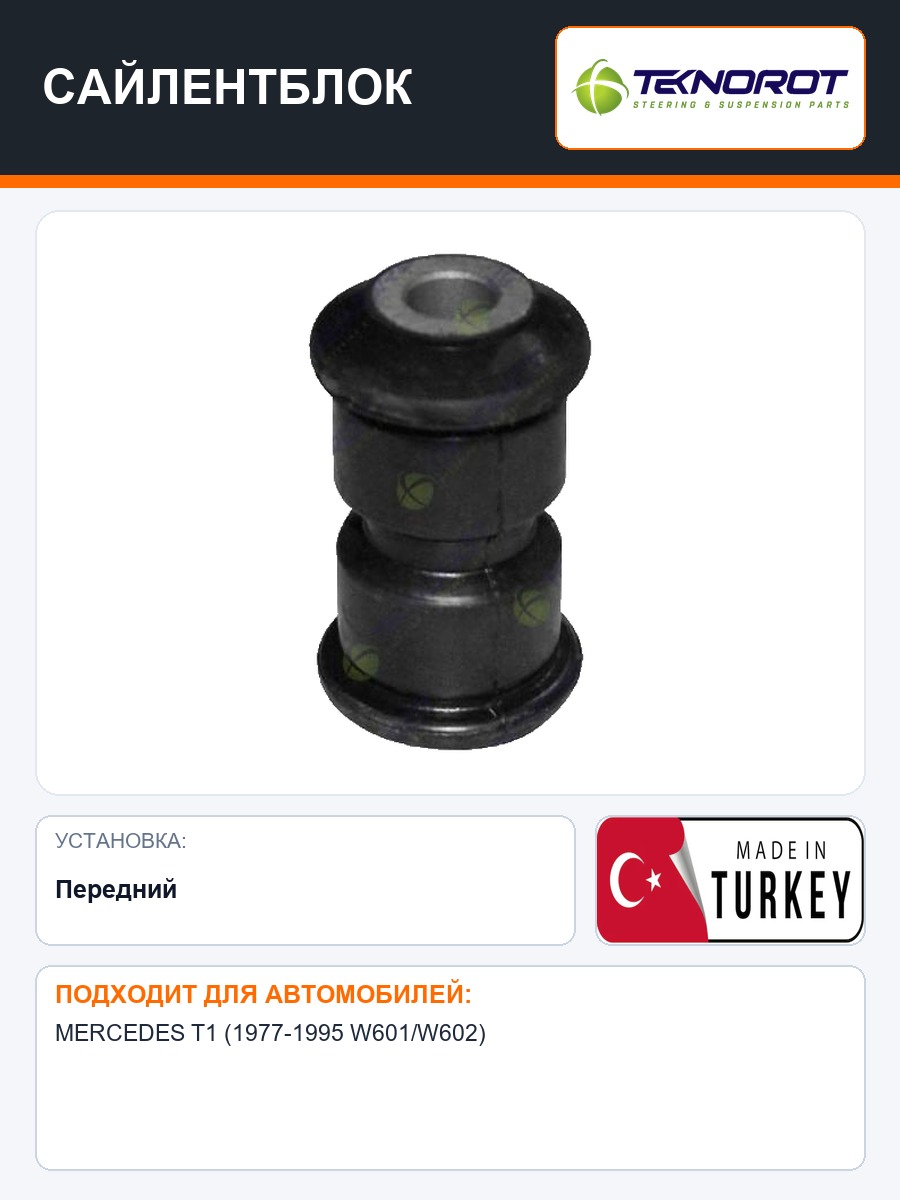 САЙЛЕНТБЛОК
TEKNOROT
STEERING & SUSPENSION PARTS
УСТАНОВКА:
Передний
MADE IN
TURKEY
ПОДХОДИТ ДЛЯ АВТОМОБИЛЕЙ:
MERCEDES T1 (1977-1995 W601/W602)